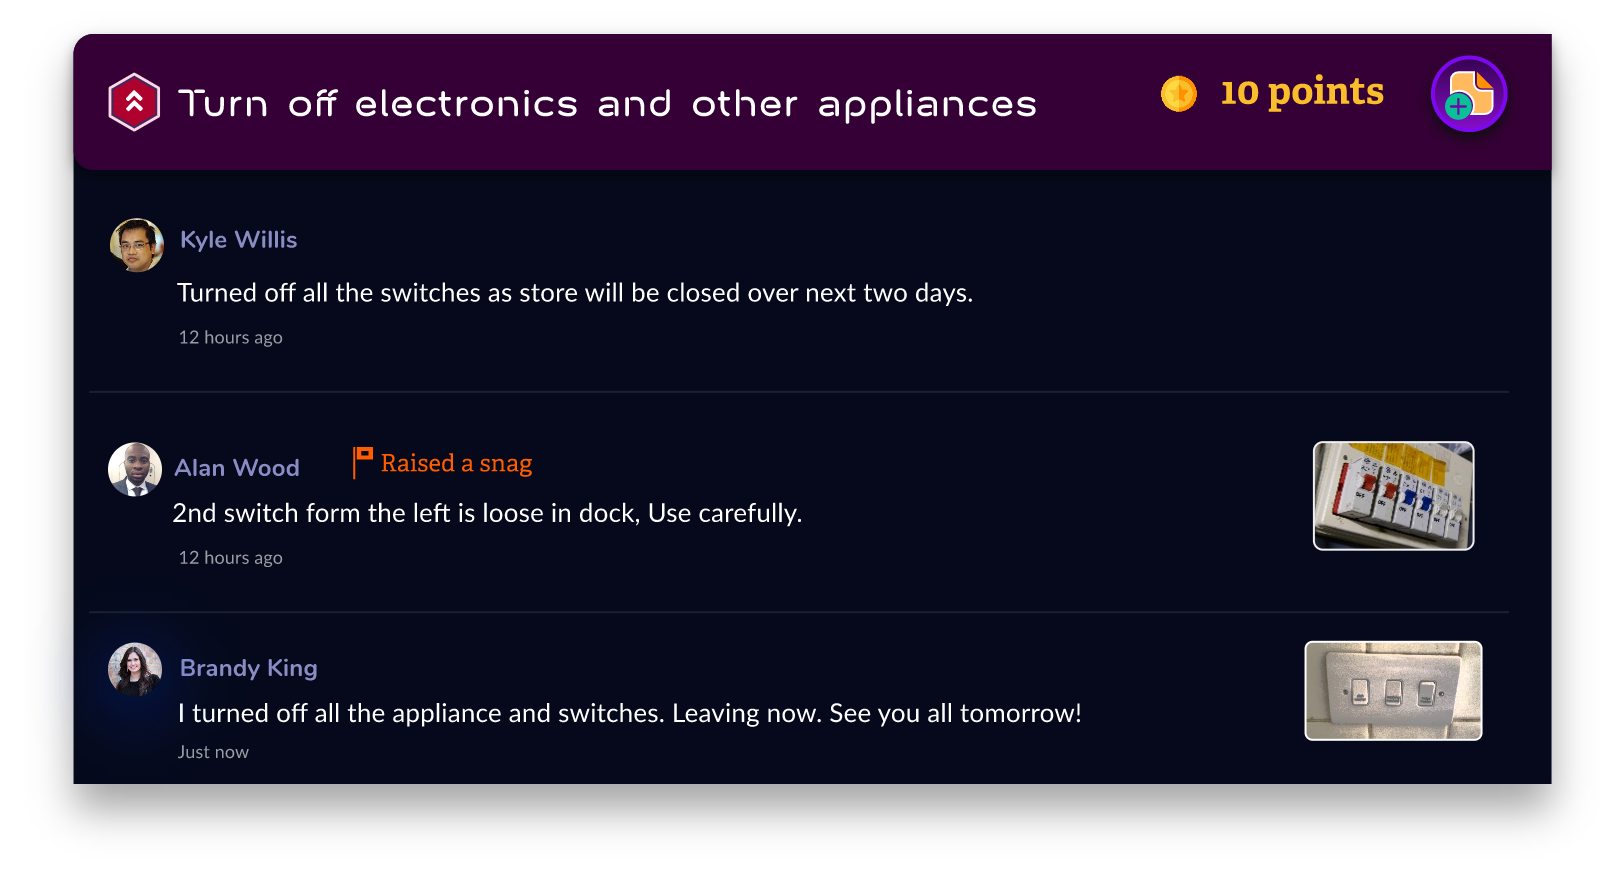 Turn off electronics and other appliances
10 points
Kyle Willis
Turned off all the switches as store will be closed over next two days.
12 hours ago
Alan Wood
Raised a snag
2nd switch form the left is loose in dock, Use carefully.
12 hours ago
Brandy King
I turned off all the appliance and switches. Leaving now. See you all tomorrow!
Just now